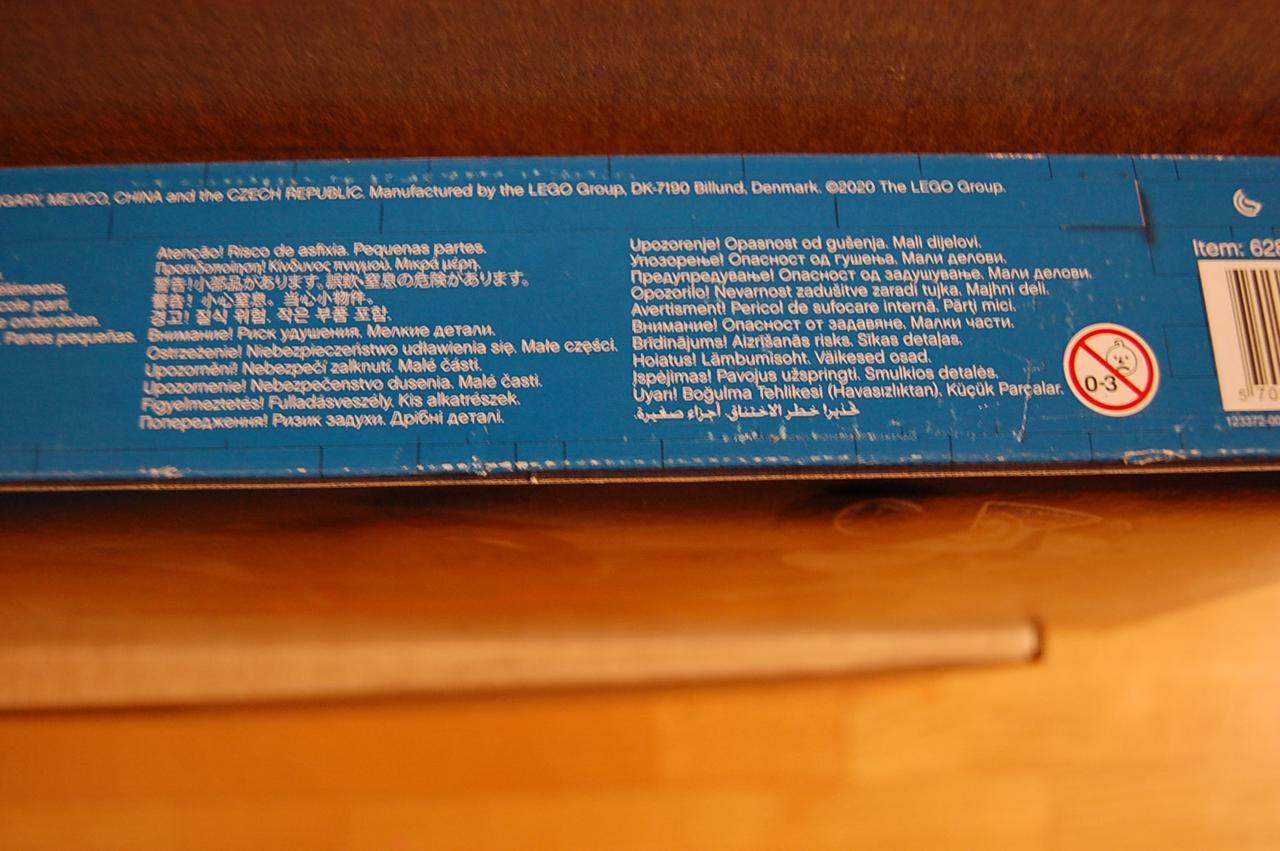 MEXICO, CHINA and the CZECH REPUBLIC. Manufactured by the LEGO Group, DK-7190 Billund, Denmark. ©2020 The LEGO Group.
Partes pequeñas.
Atenção! Risco de asfixia. Pequenas partes.
Προειδοποίηση! Κίνδυνος πνιγμού. Μικρά μέρη.
警告!小部品があります。誤飲・窒息の危険があります。
警告！小心窒息。当心小物件。
경고! 질식 위험. 작은 부품 포함.
Внимание! Риск удушения. Мелкие детали.
Ostrzeżenie! Niebezpieczeństwo udławienia się. Małe części.
Upozornění! Nebezpečí zalknutí. Malé části.
Upozornenie! Nebezpečenstvo dusenia. Malé časti.
Figyelmeztetés! Fulladásveszély. Kis alkatrészek.
Попередження! Ризик задухи. Дрібні деталі.
Upozorenje! Opasnost od gušenja. Mali dijelovi.
Упозорење! Опасност од гушења. Мали делови.
Предупредување! Опасност од задушување. Мали делови.
Opozorilo! Nevarnost zadušitve zaradi tujka. Majhni deli.
Avertisment! Pericol de sufocare internă. Părți mici.
Внимание! Опасност от задавяне. Малки части.
Brīdinājums! Aizrīšanās risks. Sīkas detaļas.
Hoiatus! Lämbumisoht. Väikesed osad.
Įspėjimas! Pavojus užspringti. Smulkios detalės.
Uyarı! Boğulma Tehlikesi (Havasızlıktan). Küçük Parçalar.
خطر الاختناق. أجزاء صغيرة.
0-3
Item: 628
5 70